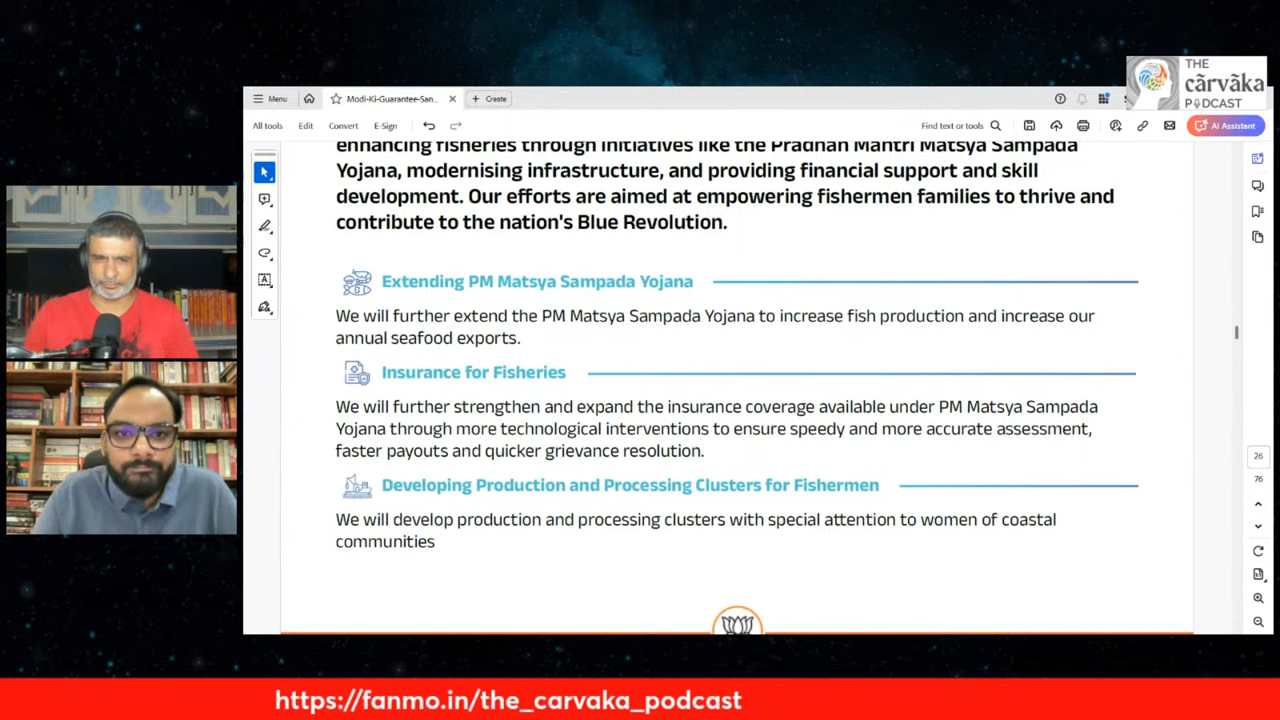 THE
cārvāka
PODCAST
Menu
Modi-Ki-Guarantee-San...
Create
All tools
Edit
Convert
E-Sign
Find text or tools
AI Assistant
enhancing fisheries through initiatives like the Pradhan Mantri Matsya Sampada
Yojana, modernising infrastructure, and providing financial support and skill
development. Our efforts are aimed at empowering fishermen families to thrive and
contribute to the nation's Blue Revolution.
Extending PM Matsya Sampada Yojana
We will further extend the PM Matsya Sampada Yojana to increase fish production and increase our
annual seafood exports.
Insurance for Fisheries
We will further strengthen and expand the insurance coverage available under PM Matsya Sampada
Yojana through more technological interventions to ensure speedy and more accurate assessment,
faster payouts and quicker grievance resolution.
Developing Production and Processing Clusters for Fishermen
We will develop production and processing clusters with special attention to women of coastal
communities
26
76
https://fanmo.in/the_carvaka_podcast